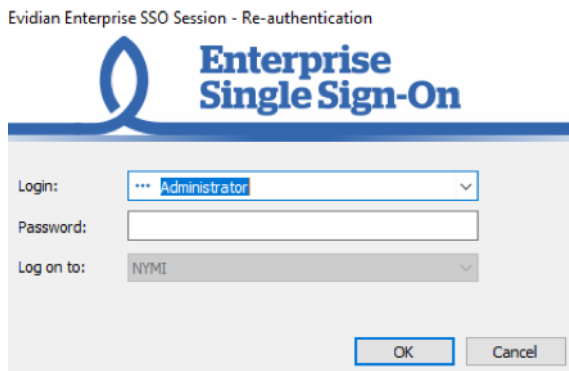 Evidian Enterprise SSO Session - Re-authentication
Enterprise
Single Sign-On
Login:
••• Administrator
Password:
Log on to:
NYMI
OK
Cancel